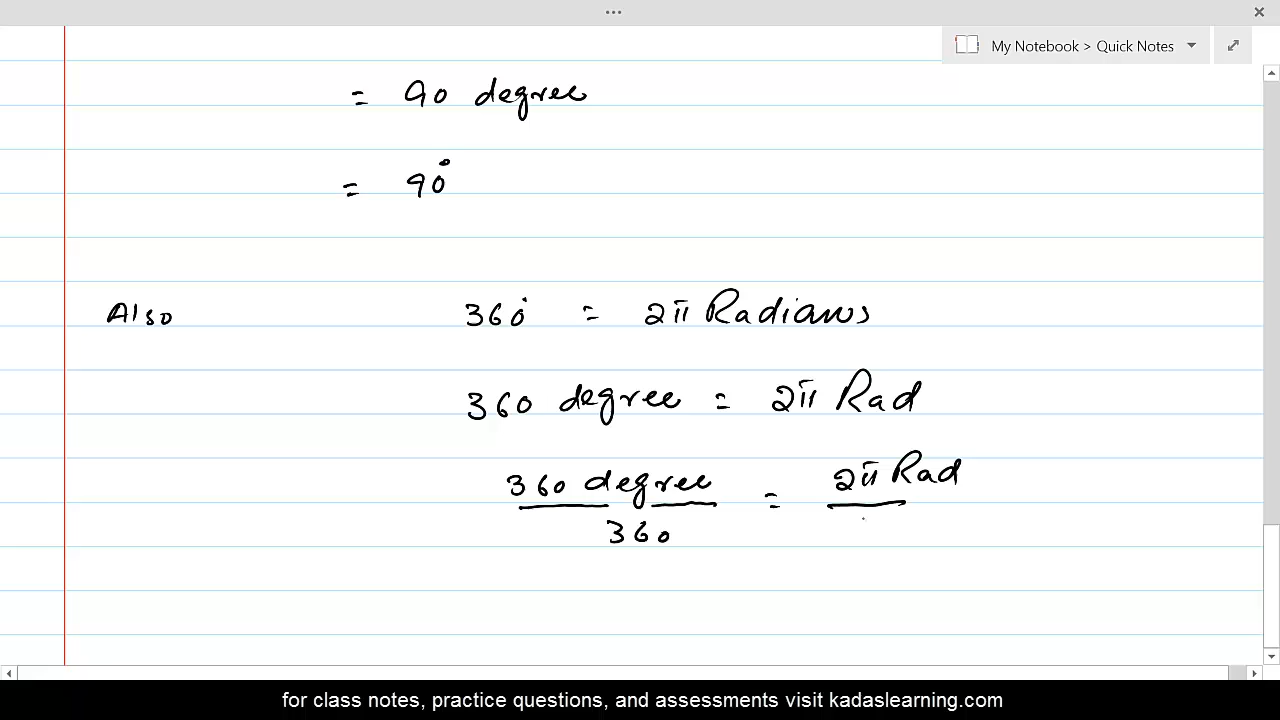 ...
My Notebook > Quick Notes
= 90 degree
= 90°
Also 360° = 2π Radians
360 degree = 2π Rad
360 degree = 2π Rad
360
for class notes, practice questions, and assessments visit kadaslearning.com